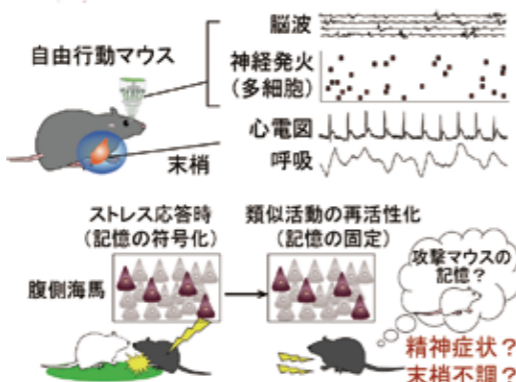 脳波
自由行動マウス
神経発火
(多細胞)
心電図
呼吸
末梢
ストレス応答時
(記憶の符号化)
類似活動の再活性化
(記憶の固定)
腹側海馬
攻撃マウスの
記憶？
精神症状？
末梢不調？